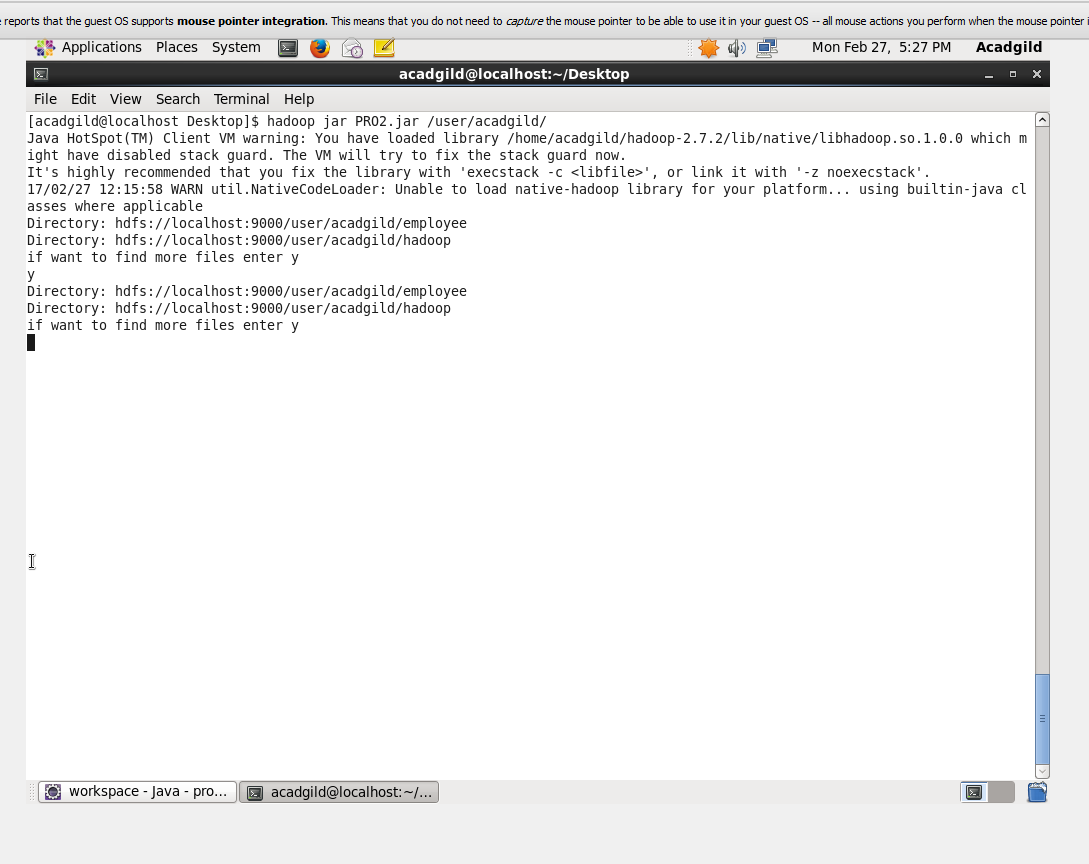 reports that the guest OS supports mouse pointer integration. This means that you do not need to capture the mouse pointer to be able to use it in your guest OS -- all mouse actions you perform when the mouse pointer
Applications Places System Mon Feb 27, 5:27 PM Acadgild
acadgild@localhost:~/Desktop
File Edit View Search Terminal Help
[acadgild@localhost Desktop]$ hadoop jar PRO2.jar /user/acadgild/
Java HotSpot(TM) Client VM warning: You have loaded library /home/acadgild/hadoop-2.7.2/lib/native/libhadoop.so.1.0.0 which m
ight have disabled stack guard. The VM will try to fix the stack guard now.
It's highly recommended that you fix the library with 'execstack -c <libfile>', or link it with '-z noexecstack'.
17/02/27 12:15:58 WARN util.NativeCodeLoader: Unable to load native-hadoop library for your platform... using builtin-java cl
asses where applicable
Directory: hdfs://localhost:9000/user/acadgild/employee
Directory: hdfs://localhost:9000/user/acadgild/hadoop
if want to find more files enter y
y
Directory: hdfs://localhost:9000/user/acadgild/employee
Directory: hdfs://localhost:9000/user/acadgild/hadoop
if want to find more files enter y
workspace - Java - pro... acadgild@localhost:~/...